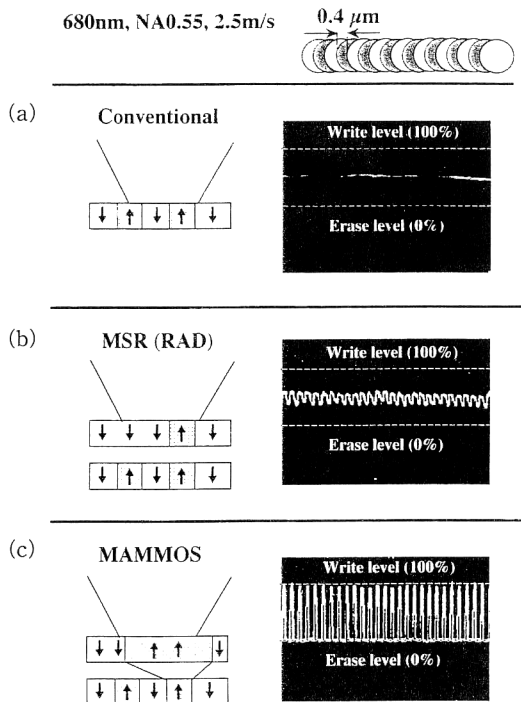 680nm, NA0.55, 2.5m/s
0.4 μm
(a)
Conventional
Write level (100%)
Erase level (0%)
(b)
MSR (RAD)
Write level (100%)
Erase level (0%)
(c)
MAMMOS
Write level (100%)
Erase level (0%)